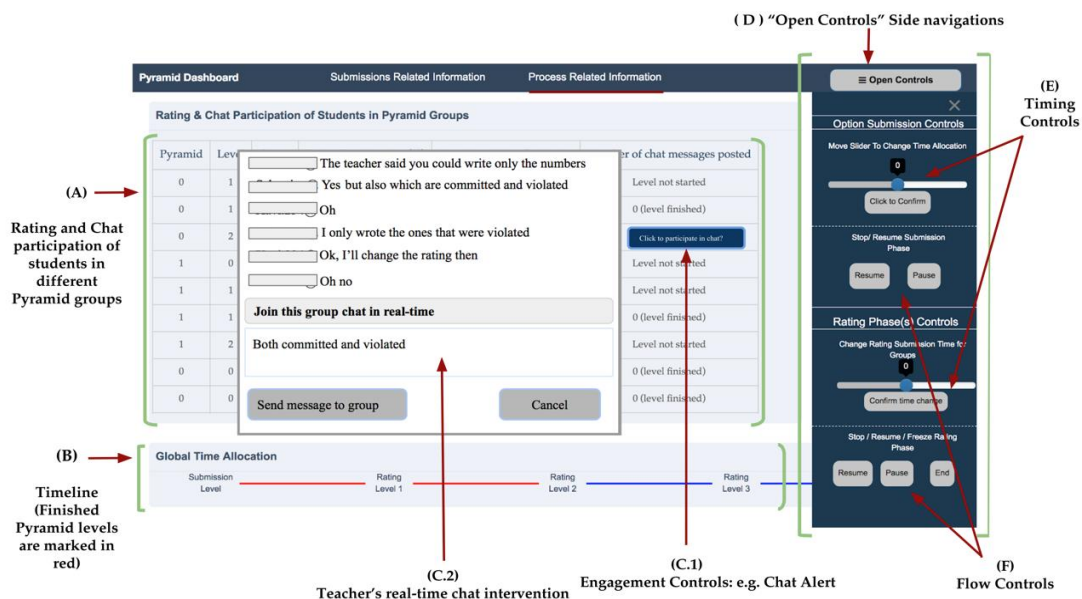 ( D ) “Open Controls” Side navigations
Pyramid Dashboard
Submissions Related Information
Process Related Information
≡ Open Controls
(E)
Timing
Controls
Rating & Chat Participation of Students in Pyramid Groups
Option Submission Controls
Move Slider To Change Time Allocation
0
Click to Confirm
Stop/ Resume Submission
Phase
Resume
Pause
Rating Phase(s) Controls
Change Rating Submission Time for
Groups
0
Confirm time change
Stop / Resume / Freeze Rating
Phase
Resume
Pause
End
(A)
Rating and Chat
participation of
students in
different
Pyramid groups
Pyramid
0 1 Level not started
0 1 0 (level finished)
0 2 Click to participate in chat?
1 0 Level not started
1 1 Level not started
1 1 0 (level finished)
1 2 Level not started
0 0 0 (level finished)
0 0 0 (level finished)
of chat messages posted
The teacher said you could write only the numbers
Yes but also which are committed and violated
Oh
I only wrote the ones that were violated
Ok, I’ll change the rating then
Oh no
Join this group chat in real-time
Both committed and violated
Send message to group
Cancel
(B)
Timeline
(Finished
Pyramid levels
are marked in
red)
Global Time Allocation
Submission
Level
Rating
Level 1
Rating
Level 2
Rating
Level 3
(C.2)
Teacher’s real-time chat intervention
(C.1)
Engagement Controls: e.g. Chat Alert
(F)
Flow Controls